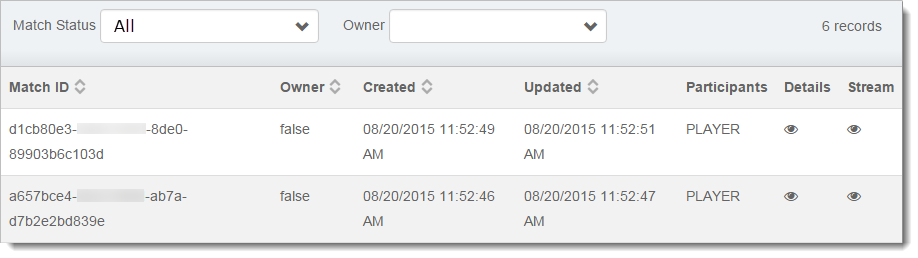 Match Status All Owner 6 records
Match ID Owner Created Updated Participants Details Stream
d1cb80e3- -8de0- false 08/20/2015 11:52:49 08/20/2015 11:52:51 PLAYER
89903b6c103d AM AM
a657bce4- -ab7a- false 08/20/2015 11:52:46 08/20/2015 11:52:47 PLAYER
d7b2e2bd839e AM AM